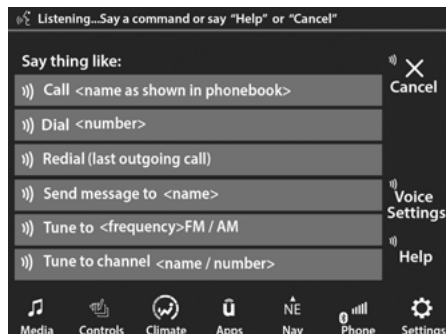 Listening...Say a command or say “Help” or “Cancel”
Say thing like:
Call <name as shown in phonebook>
Dial <number>
Redial (last outgoing call)
Send message to <name>
Tune to <frequency>FM / AM
Tune to channel <name / number>
Cancel
Voice
Settings
Help
û NE
Media Controls Climate Apps Nav Phone Settings